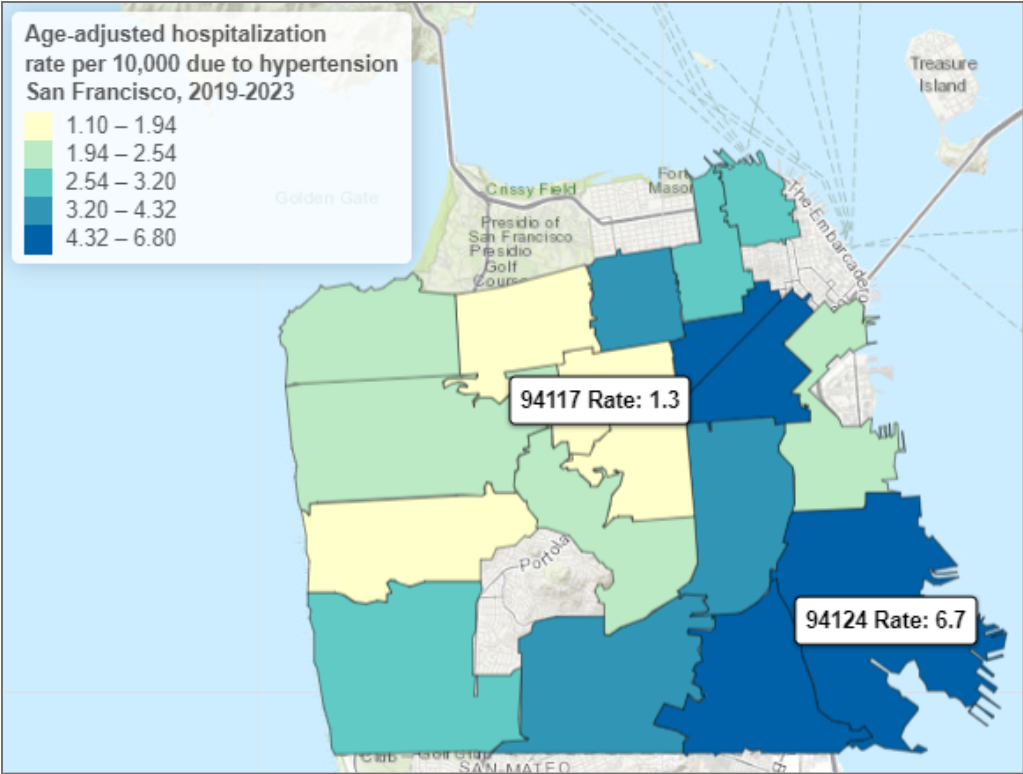 Age-adjusted hospitalization
rate per 10,000 due to hypertension
San Francisco, 2019-2023
1.10 – 1.94
1.94 – 2.54
2.54 – 3.20
3.20 – 4.32
4.32 – 6.80
Treasure
Island
Golden Gate
Crissy Field
Fort
Mason
Presidio of
San Francisco
Presidio
Golf
Course
The Embarcadero
94117 Rate: 1.3
Portola
94124 Rate: 6.7
Club
Golf Club
SAN MATEO